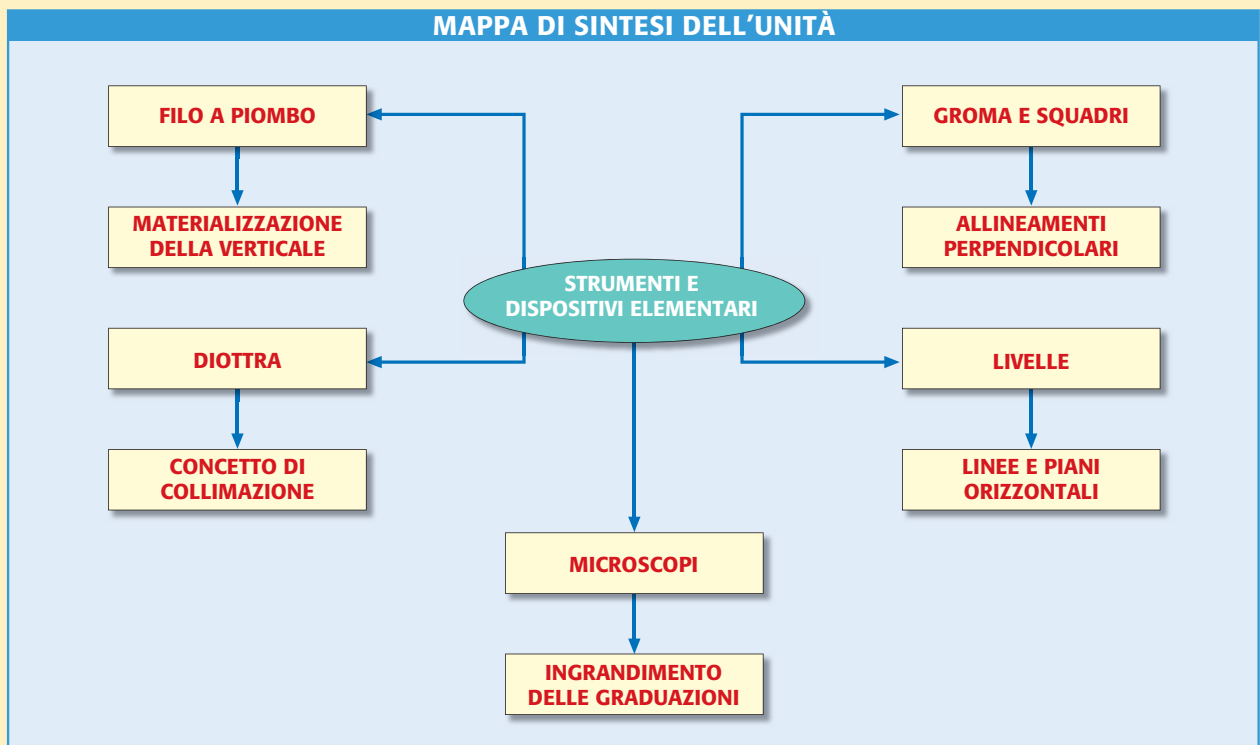 MAPPA DI SINTESI DELL'UNITÀ
FILO A PIOMBO
GROMA E SQUADRI
MATERIALIZZAZIONE
DELLA VERTICALE
ALLINEAMENTI
PERPENDICOLARI
STRUMENTI E
DISPOSITIVI ELEMENTARI
DIOTTRA
LIVELLE
CONCETTO DI
COLLIMAZIONE
LINEE E PIANI
ORIZZONTALI
MICROSCOPI
INGRANDIMENTO
DELLE GRADUAZIONI